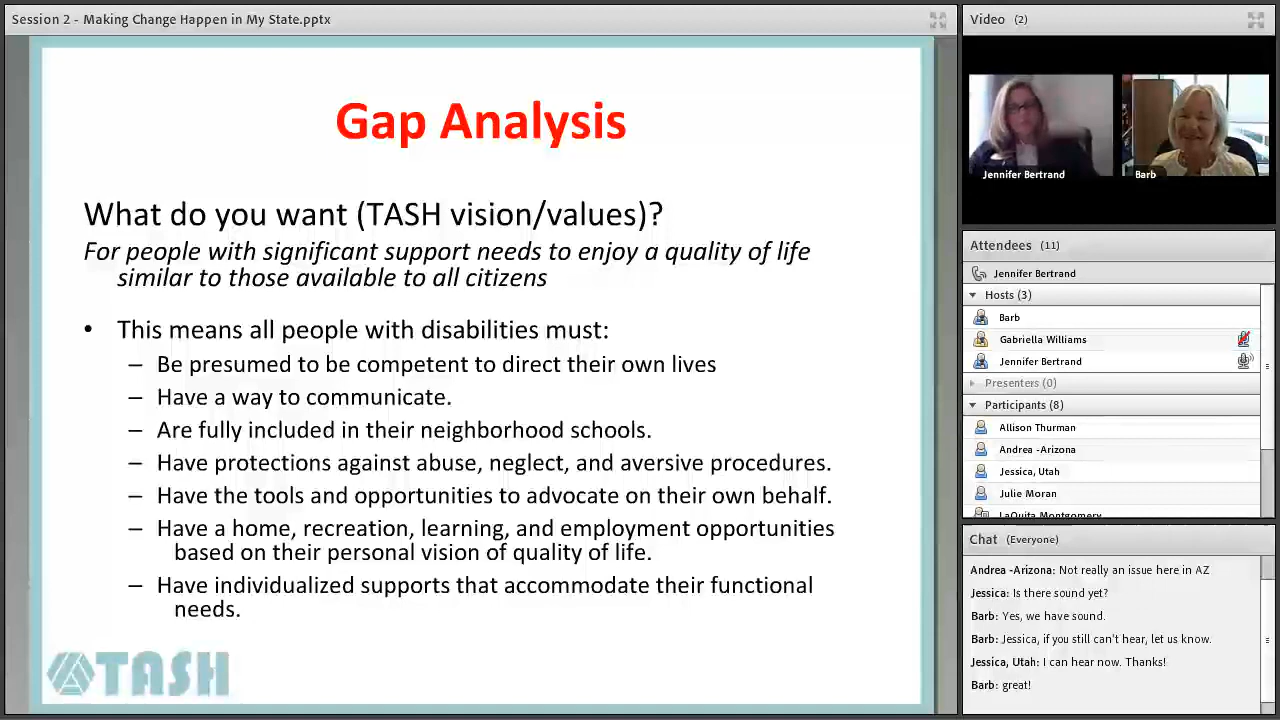 Session 2 - Making Change Happen in My State.pptx
Gap Analysis
What do you want (TASH vision/values)?
For people with significant support needs to enjoy a quality of life
similar to those available to all citizens
• This means all people with disabilities must:
– Be presumed to be competent to direct their own lives
– Have a way to communicate.
– Are fully included in their neighborhood schools.
– Have protections against abuse, neglect, and aversive procedures.
– Have the tools and opportunities to advocate on their own behalf.
– Have a home, recreation, learning, and employment opportunities
based on their personal vision of quality of life.
– Have individualized supports that accommodate their functional
needs.
TASH
Video (2)
Jennifer Bertrand
Barb
Attendees (11)
Jennifer Bertrand
Hosts (3)
Barb
Gabriella Williams
Jennifer Bertrand
Presenters (0)
Participants (8)
Allison Thurman
Andrea -Arizona
Jessica, Utah
Julie Moran
LaQuita Montgomery
Chat (Everyone)
Andrea -Arizona: Not really an issue here in AZ
Jessica: Is there sound yet?
Barb: Yes, we have sound.
Barb: Jessica, if you still can't hear, let us know.
Jessica, Utah: I can hear now. Thanks!
Barb: great!